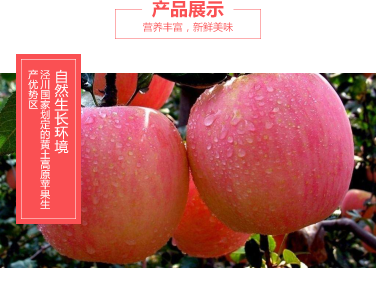 产品展示
营养丰富，新鲜美味
自然生长环境
泾川国家划定的黄土高原苹果生
产优势区